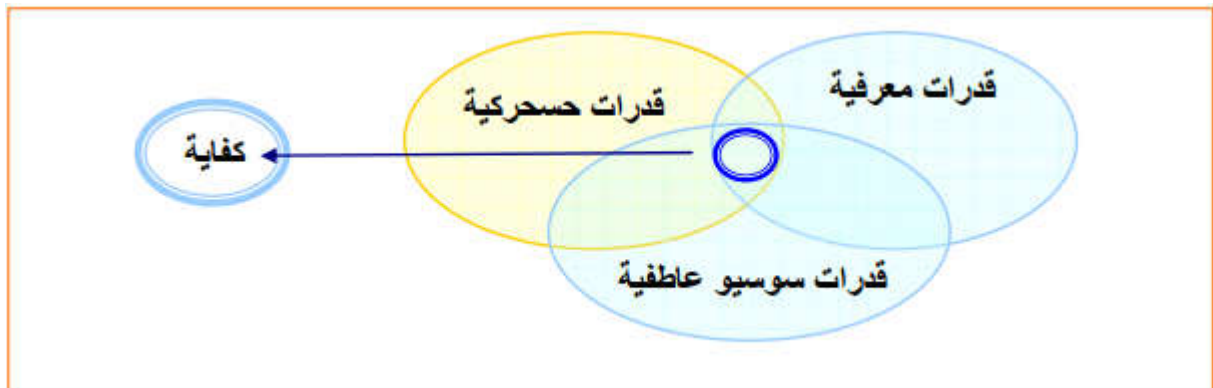 قدرات معرفية
قدرات حسحركية
كفاية
قدرات سوسيو عاطفية